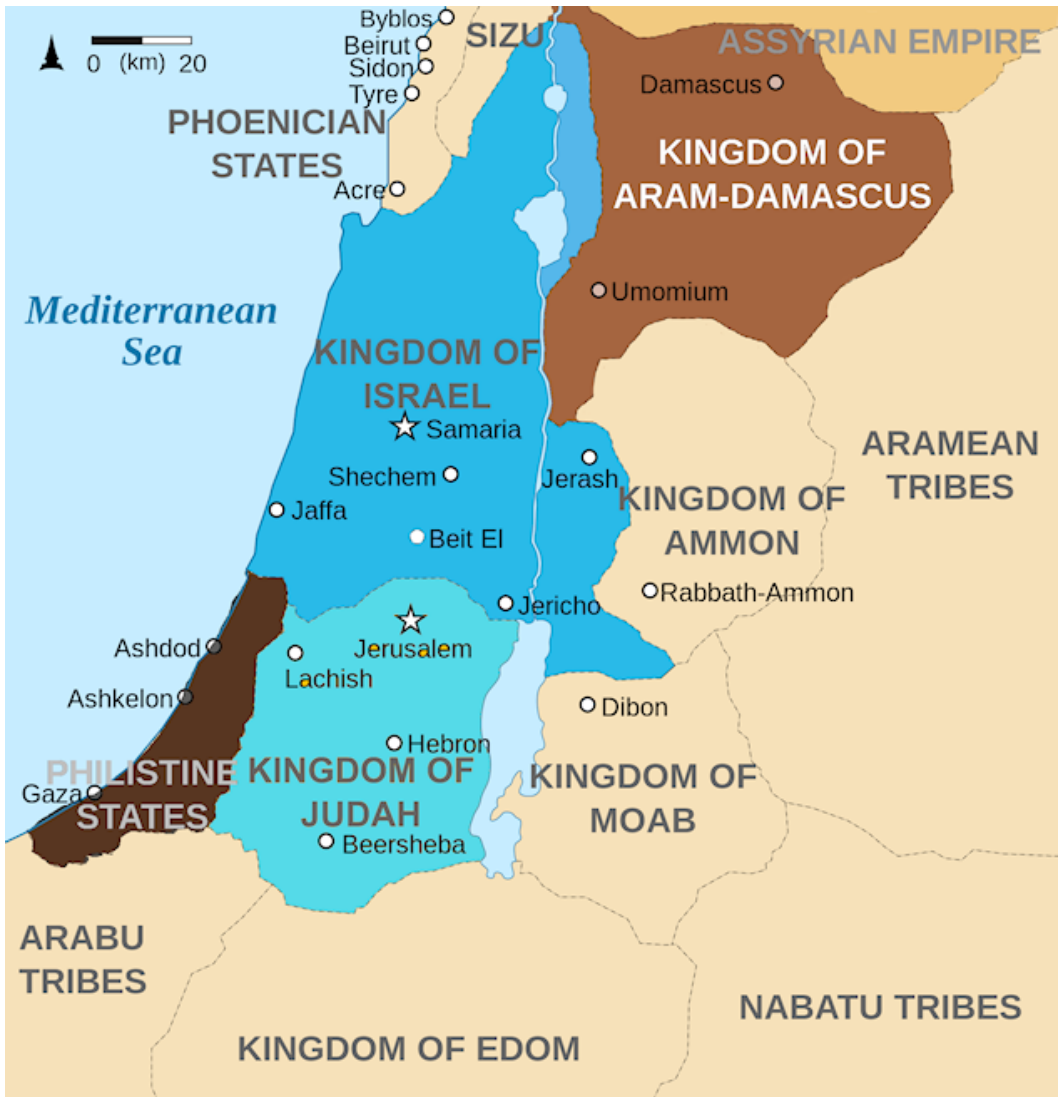 Byblos
SIZU
ASSYRIAN EMPIRE
Beirut
0 (km) 20
Sidon
Damascus
Tyre
PHOENICIAN
STATES
KINGDOM OF
ARAM-DAMASCUS
Acre
Umomium
Mediterranean
Sea
KINGDOM OF
ISRAEL
Samaria
ARAMEAN
TRIBES
Shechem
Jerash
KINGDOM OF
AMMON
Jaffa
Beit El
Rabbath-Ammon
Jericho
Ashdod
Jerusalem
Lachish
Ashkelon
Dibon
Hebron
PHILISTINE
STATES
Gaza
KINGDOM OF
JUDAH
KINGDOM OF
MOAB
Beersheba
ARABU
TRIBES
NABATU TRIBES
KINGDOM OF EDOM